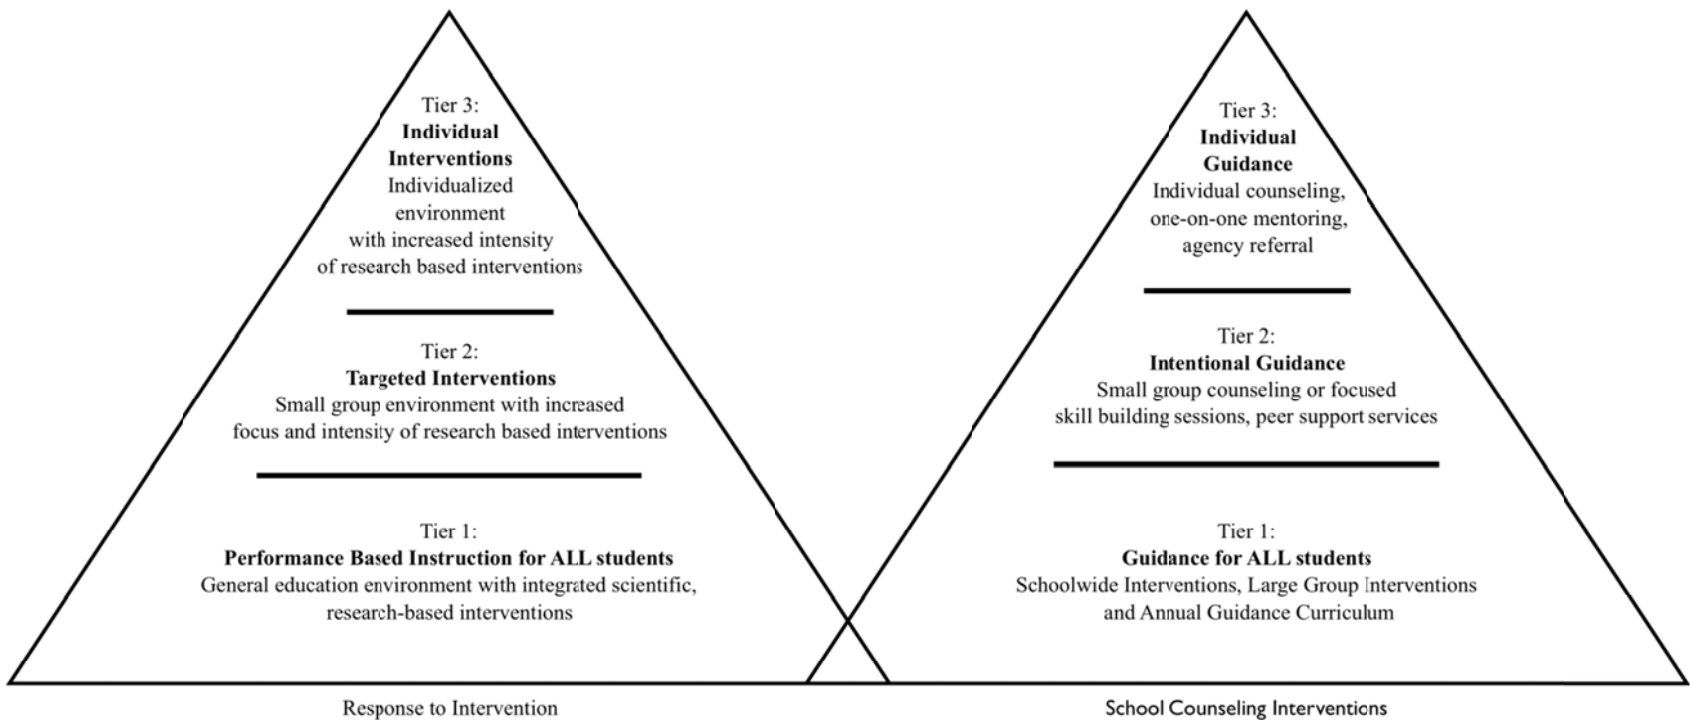 Tier 3:
Individual
Interventions
Individualized
environment
with increased intensity
of research based interventions
Tier 2:
Targeted Interventions
Small group environment with increased
focus and intensity of research based interventions
Tier 1:
Performance Based Instruction for ALL students
General education environment with integrated scientific,
research-based interventions
Response to Intervention
Tier 3:
Individual
Guidance
Individual counseling,
one-on-one mentoring,
agency referral
Tier 2:
Intentional Guidance
Small group counseling or focused
skill building sessions, peer support services
Tier 1:
Guidance for ALL students
Schoolwide Interventions, Large Group Interventions
and Annual Guidance Curriculum
School Counseling Interventions